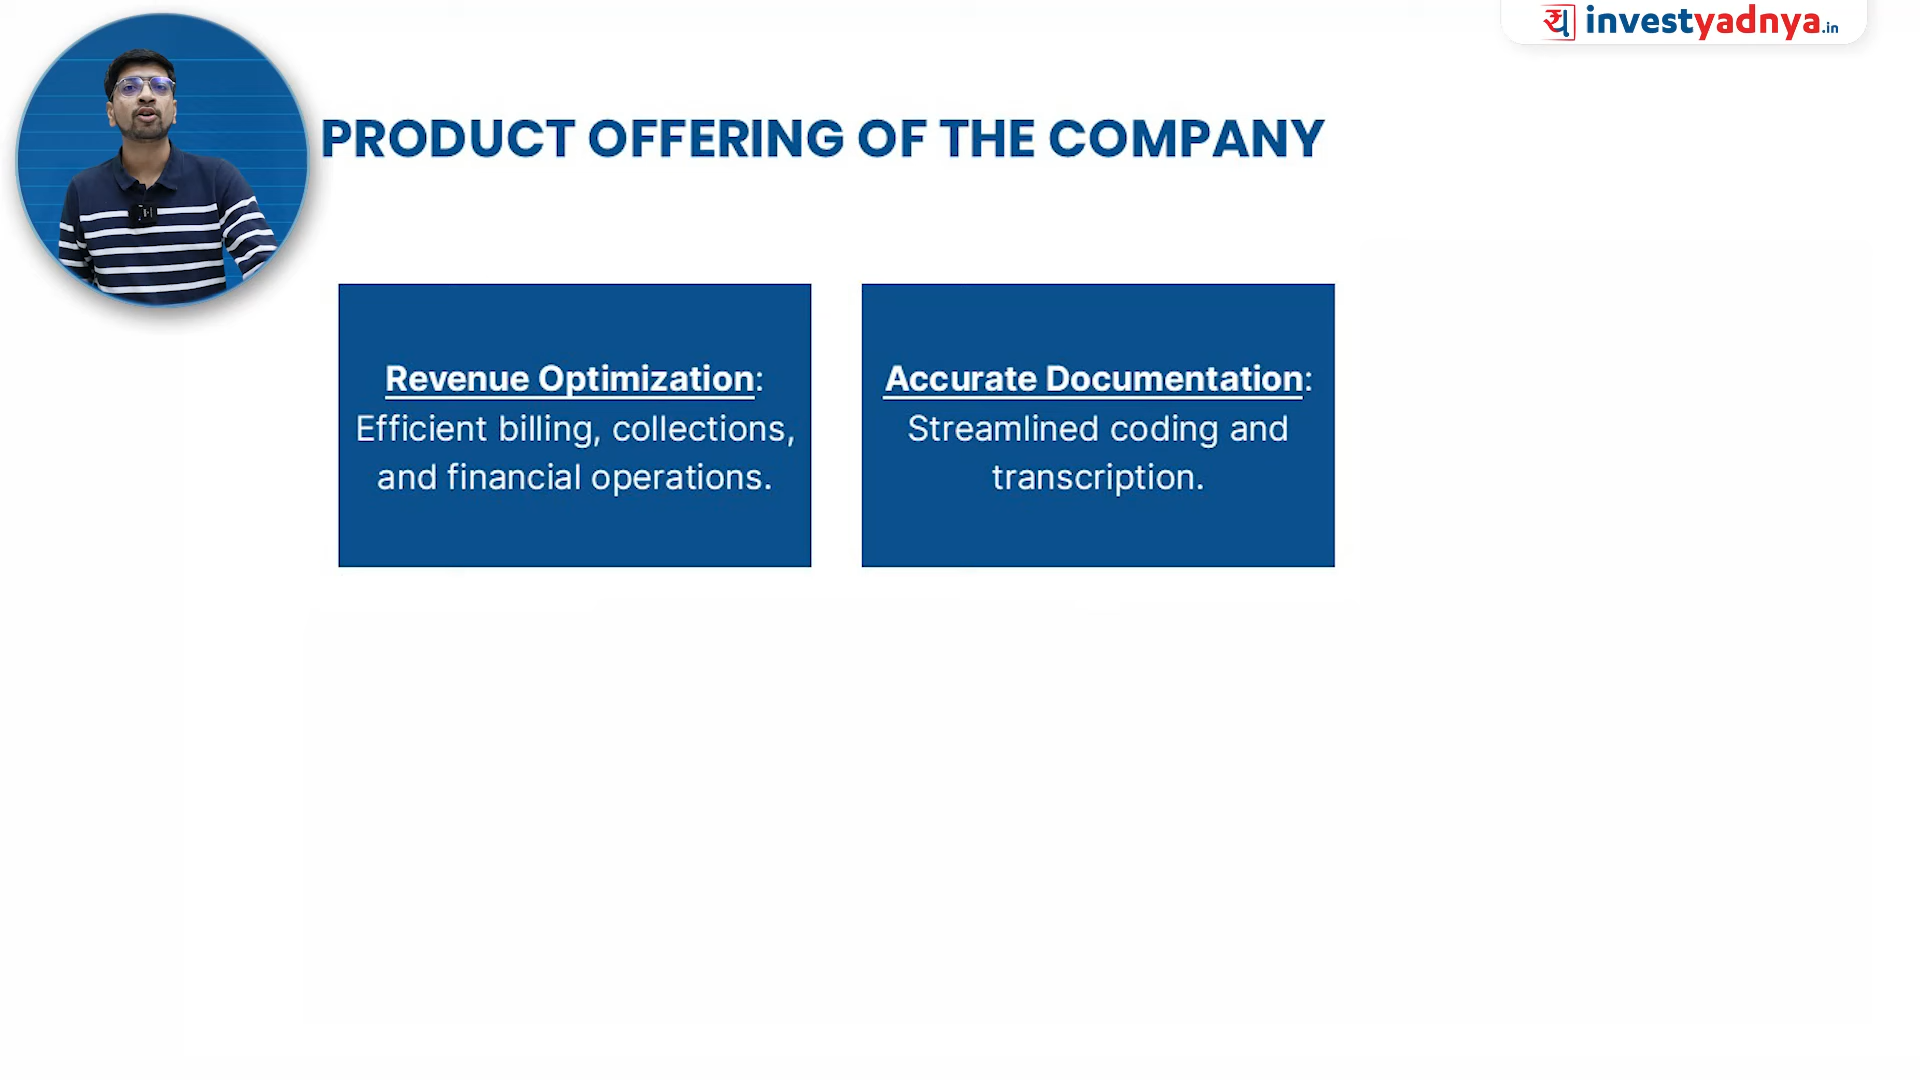 य investyadnya.in
PRODUCT OFFERING OF THE COMPANY
Revenue Optimization:
Efficient billing, collections,
and financial operations.
Accurate Documentation:
Streamlined coding and
transcription.